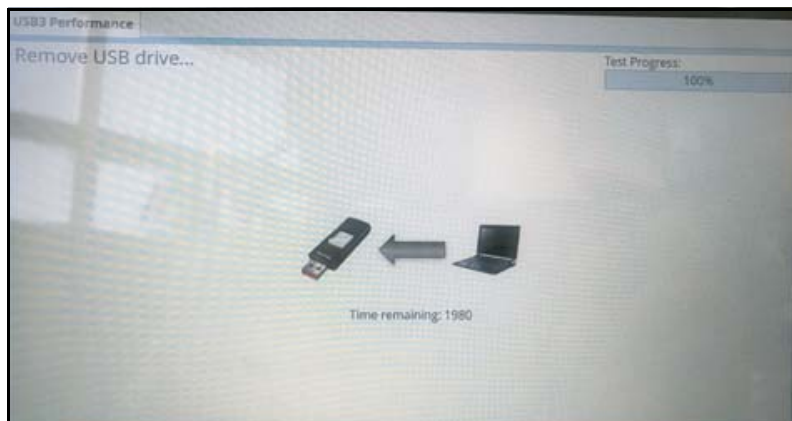 USB3 Performance
Remove USB drive...
Test Progress:
100%
Time remaining: 1980